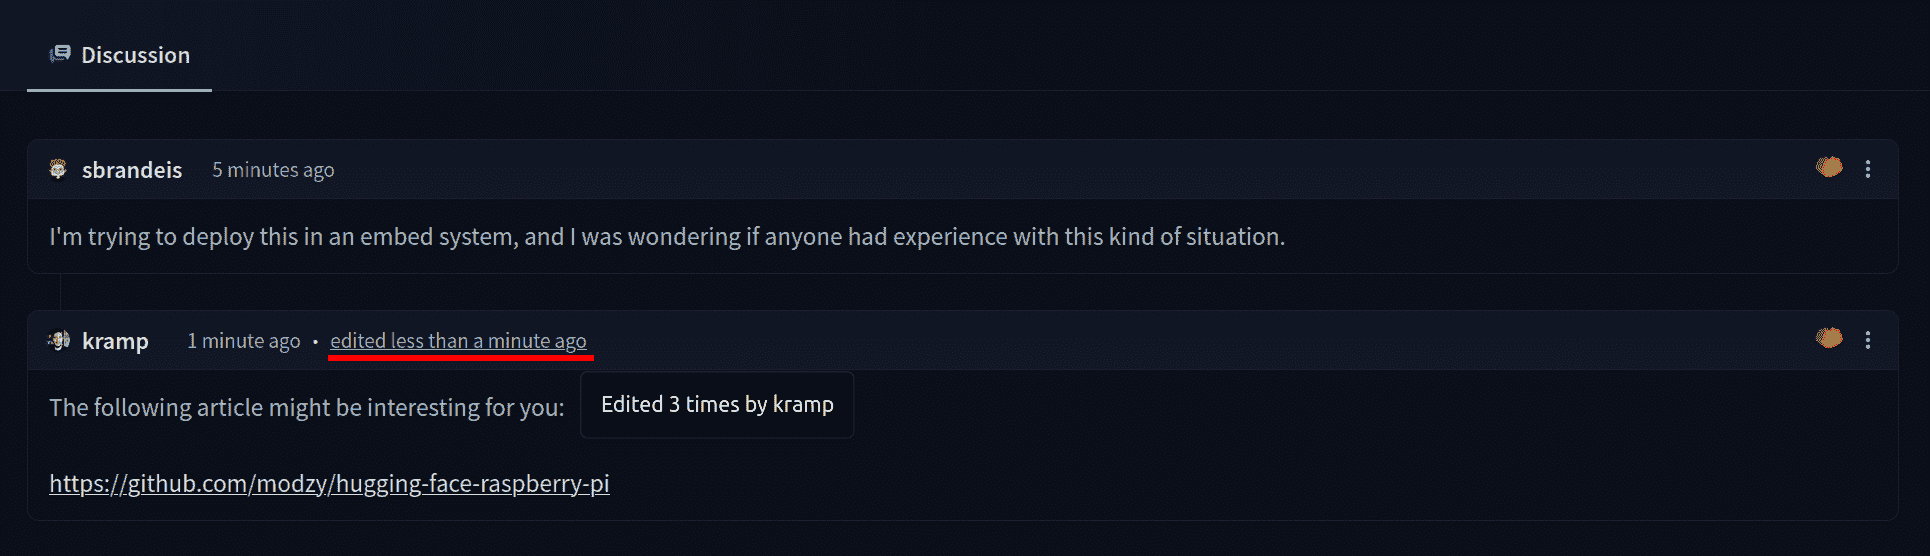 Discussion
sbrandeis 5 minutes ago
I'm trying to deploy this in an embed system, and I was wondering if anyone had experience with this kind of situation.
kramp 1 minute ago • edited less than a minute ago
The following article might be interesting for you:
Edited 3 times by kramp
https://github.com/modzy/hugging-face-raspberry-pi